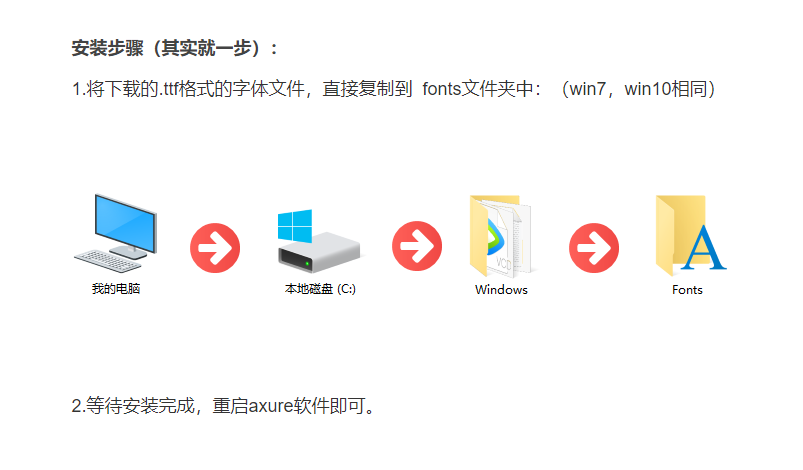 安装步骤（其实就一步）：
1.将下载的.ttf格式的字体文件，直接复制到 fonts文件夹中：（win7，win10相同）
VCD
我的电脑
本地磁盘 (C:)
Windows
A
Fonts
2.等待安装完成，重启axure软件即可。